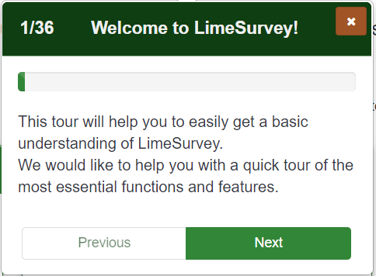 1/36 Welcome to LimeSurvey!
This tour will help you to easily get a basic
understanding of LimeSurvey.
We would like to help you with a quick tour of the
most essential functions and features.
Previous Next